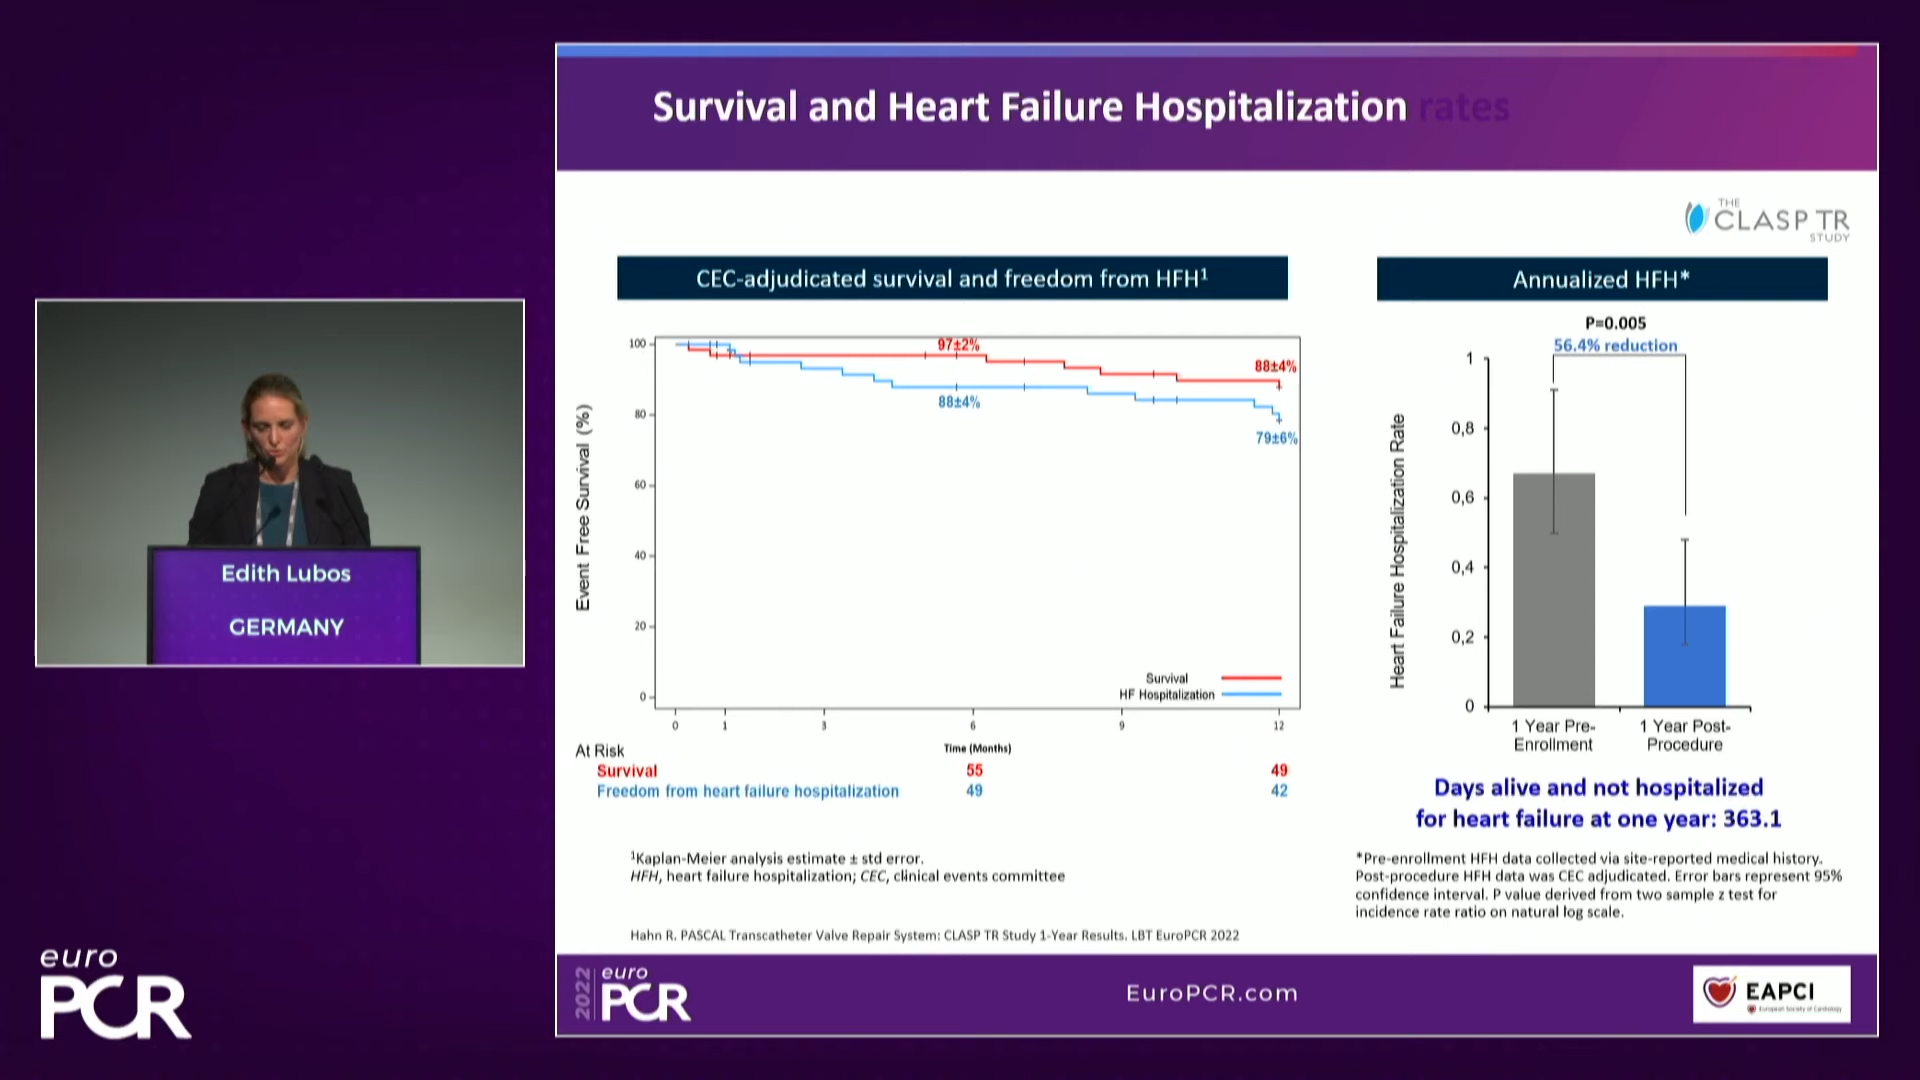 Survival and Heart Failure Hospitalization rates
THE
CLASP TR
STUDY
CEC-adjudicated survival and freedom from HFH¹
Event Free Survival (%)
100
80
60
40
20
0
97±2%
88±4%
88±4%
79±6%
Survival
HF Hospitalization
0 1 3 6 9 12
Time (Months)
At Risk
Survival 55 49
Freedom from heart failure hospitalization 49 42
¹Kaplan-Meier analysis estimate ± std error.
HFH, heart failure hospitalization; CEC, clinical events committee
Hahn R. PASCAL Transcatheter Valve Repair System: CLASP TR Study 1-Year Results. LBT EuroPCR 2022
Annualized HFH*
P=0.005
56.4% reduction
Heart Failure Hospitalization Rate
1
0,8
0,6
0,4
0,2
0
1 Year Pre-
Enrollment
1 Year Post-
Procedure
Days alive and not hospitalized
for heart failure at one year: 363.1
*Pre-enrollment HFH data collected via site-reported medical history.
Post-procedure HFH data was CEC adjudicated. Error bars represent 95%
confidence interval. P value derived from two sample z test for
incidence rate ratio on natural log scale.
Edith Lubos
GERMANY
euro
PCR
2022
euro
PCR
EuroPCR.com
EAPCI
European Society of Cardiology